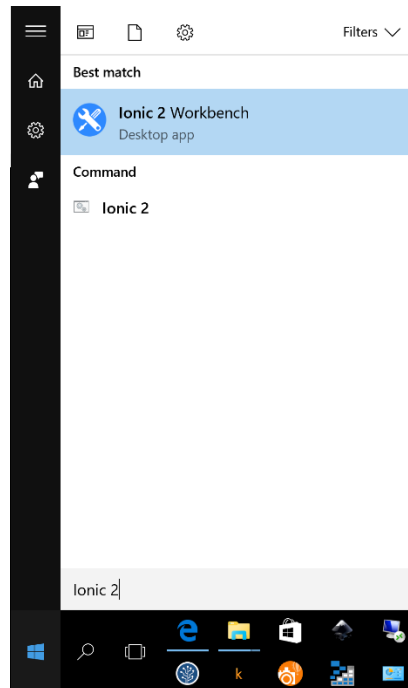 Filters
Best match
Ionic 2 Workbench
Desktop app
Command
Ionic 2
Ionic 2
k